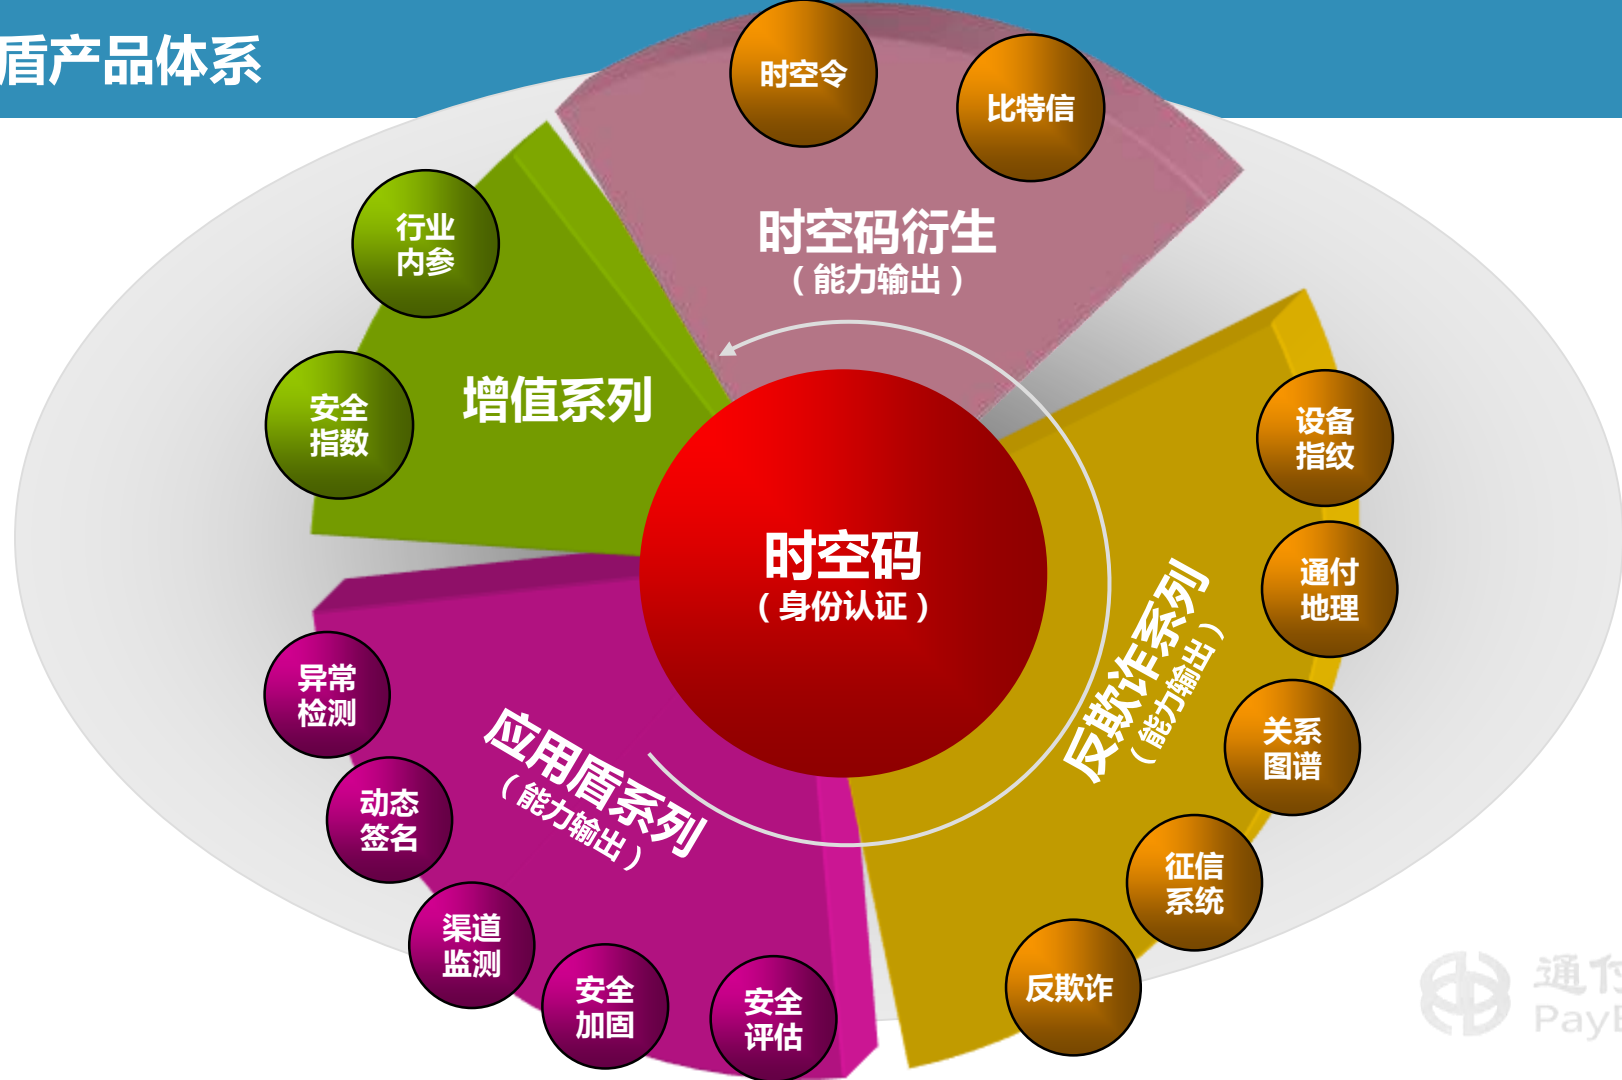 盾产品体系
时空令
比特信
时空码衍生
（能力输出）
行业
内参
安全
指数
增值系列
时空码
（身份认证）
设备
指纹
通付
地理
关系
图谱
征信
系统
反欺诈
反欺诈系列
（能力输出）
应用盾系列
（能力输出）
异常
检测
动态
签名
渠道
监测
安全
加固
安全
评估
通付
Pay